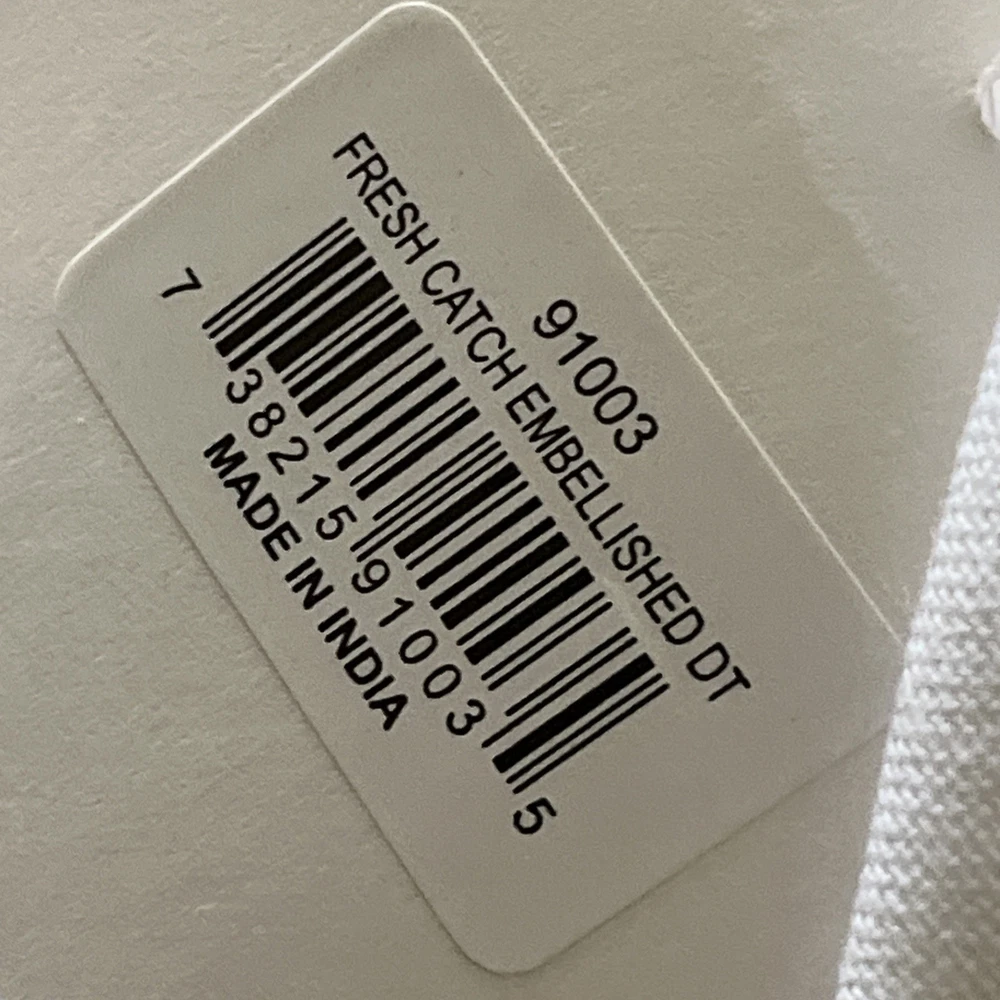 91003
FRESH CATCH EMBELLISHED DT
7 38215 91003 5
MADE IN INDIA